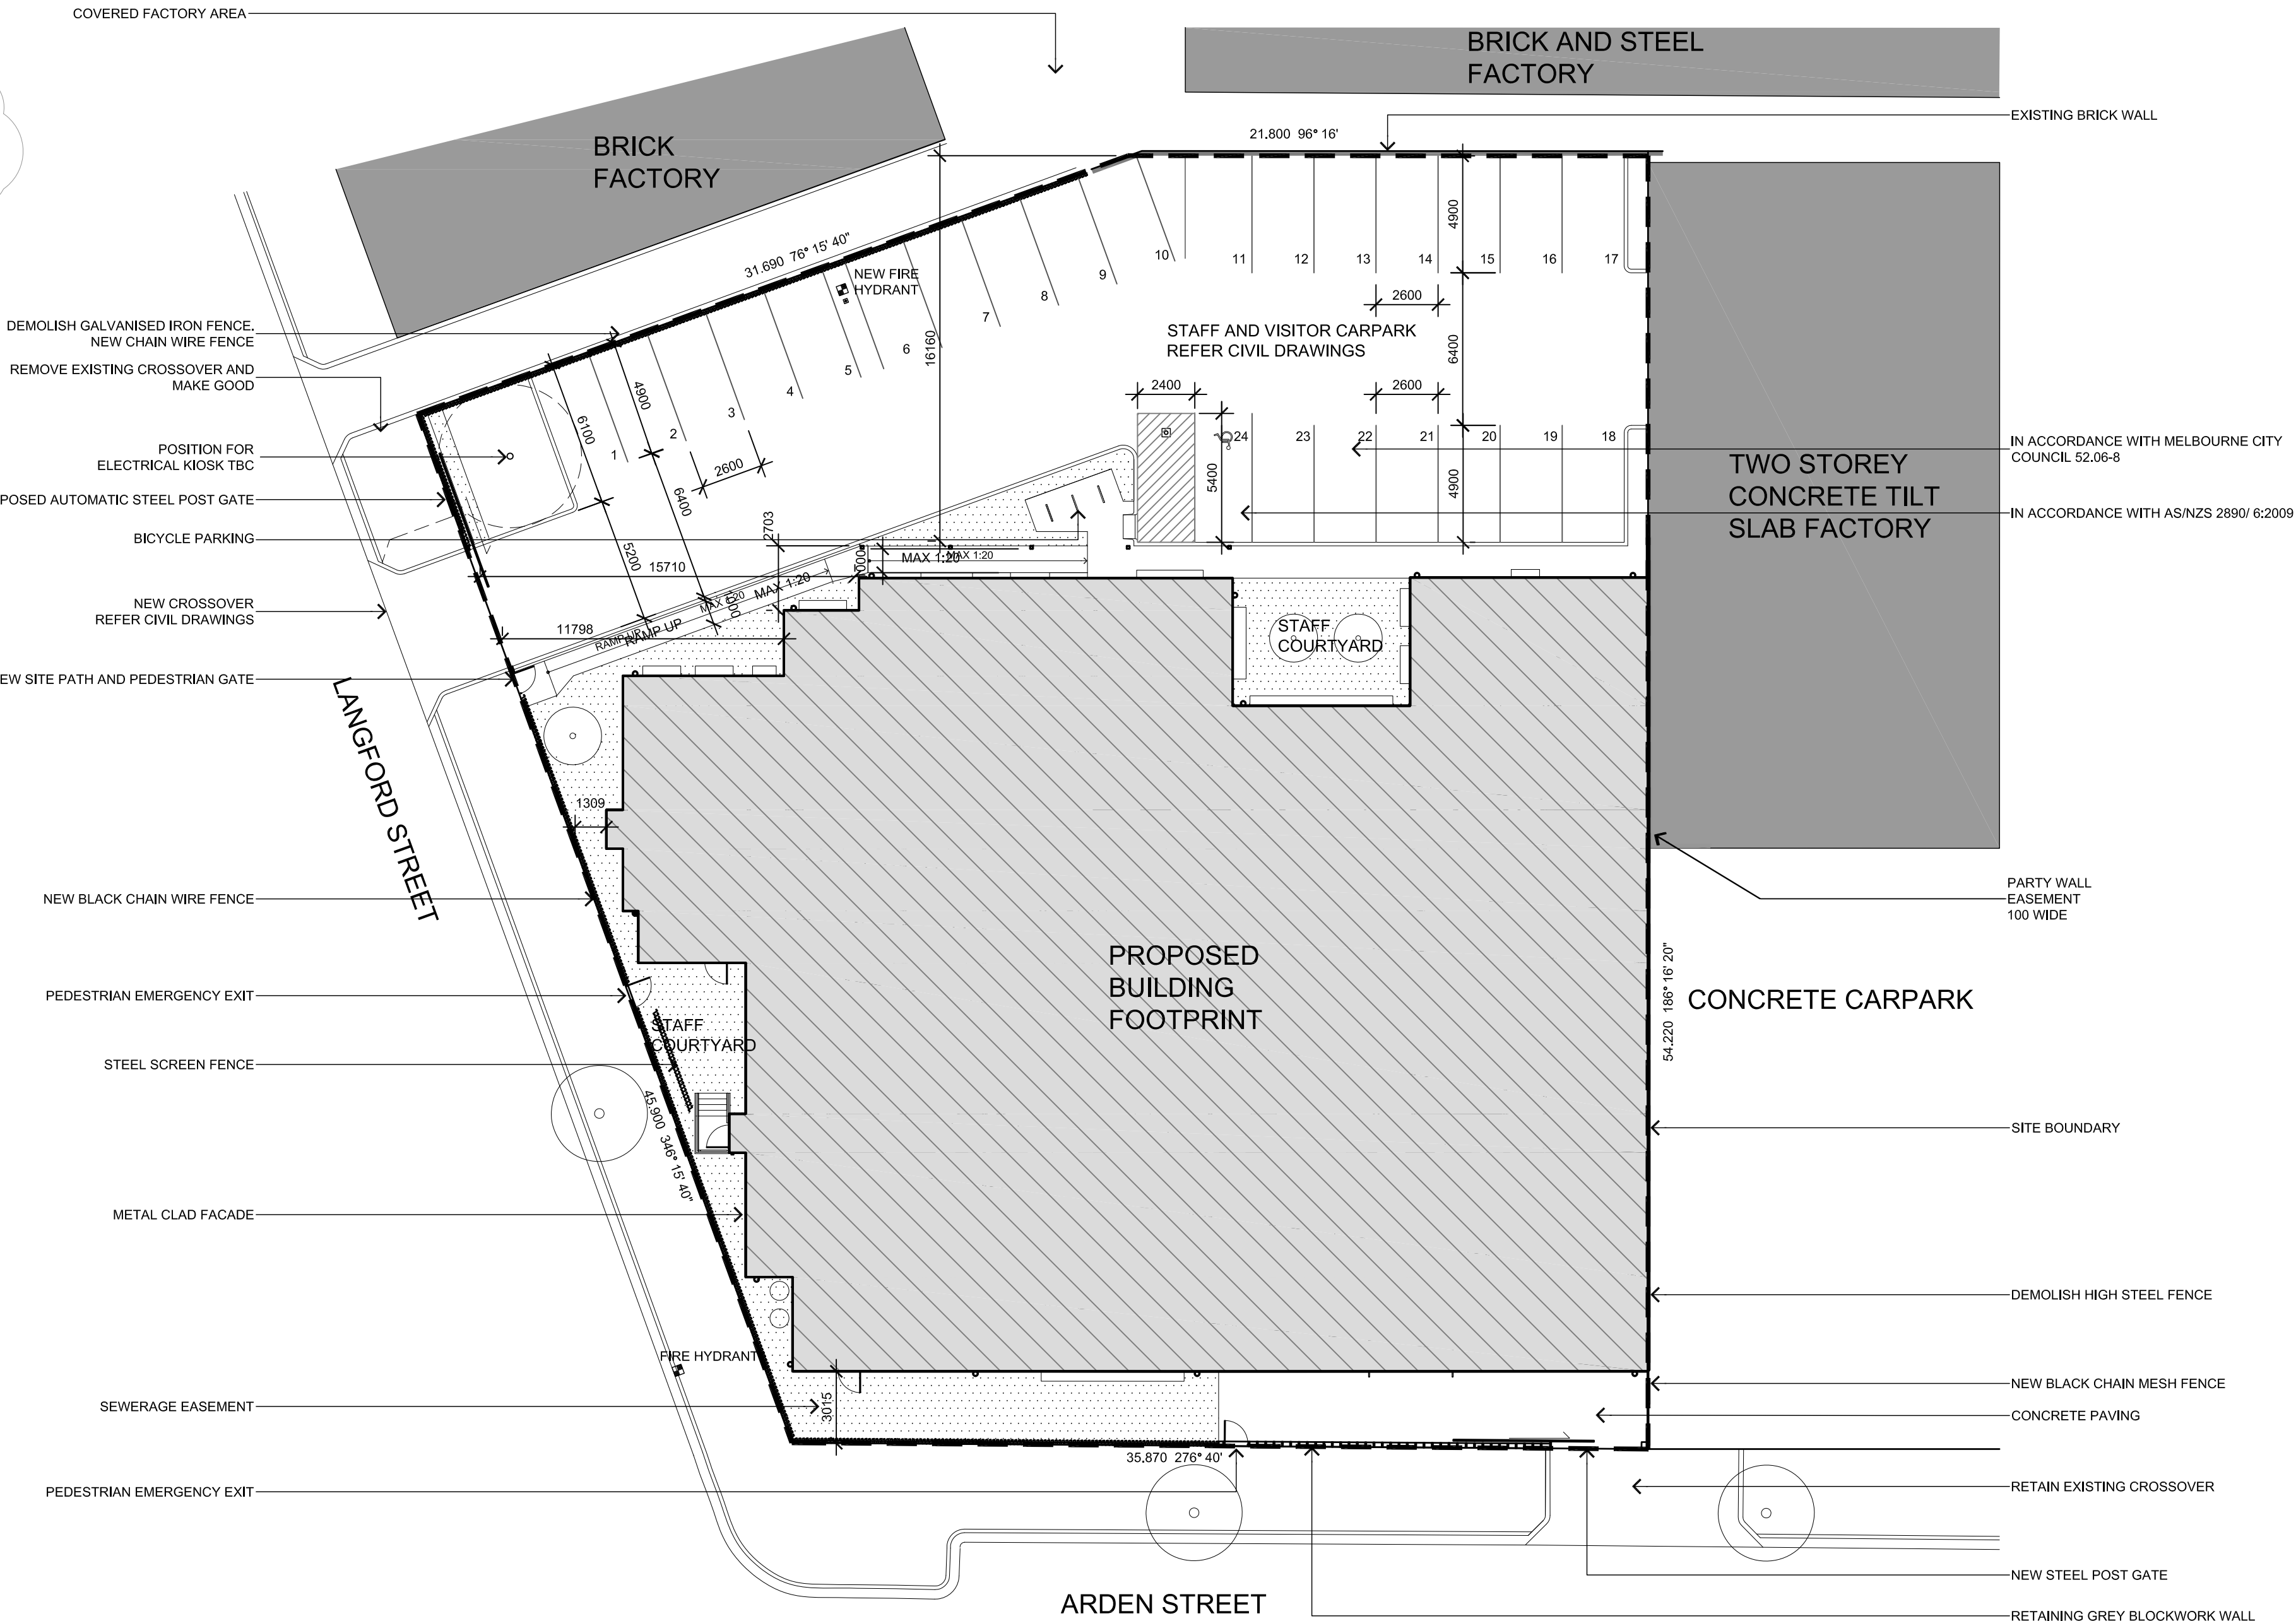 COVERED FACTORY AREA
BRICK AND STEEL
FACTORY
EXISTING BRICK WALL
21.800 96° 16'
BRICK
FACTORY
31.690 76° 15' 40"
NEW FIRE
HYDRANT
DEMOLISH GALVANISED IRON FENCE.
NEW CHAIN WIRE FENCE
REMOVE EXISTING CROSSOVER AND
MAKE GOOD
POSITION FOR
ELECTRICAL KIOSK TBC
POSED AUTOMATIC STEEL POST GATE
BICYCLE PARKING
NEW CROSSOVER
REFER CIVIL DRAWINGS
EW SITE PATH AND PEDESTRIAN GATE
1
2
3
4
5
6
7
8
9
10
11
12
13
14
15
16
17
4900
2600
6400
STAFF AND VISITOR CARPARK
REFER CIVIL DRAWINGS
16160
2400
2600
24
23
22
21
20
19
18
5400
4900
IN ACCORDANCE WITH MELBOURNE CITY
COUNCIL 52.06-8
IN ACCORDANCE WITH AS/NZS 2890/ 6:2009
TWO STOREY
CONCRETE TILT
SLAB FACTORY
4900
6100
2600
6400
5200
2703
15710
11798
MAX 1:20
MAX 1:20
MAX 1:20
MAX 1:20
RAMP UP
RAMP UP
STAFF
COURTYARD
LANGFORD STREET
1309
NEW BLACK CHAIN WIRE FENCE
PARTY WALL
EASEMENT
100 WIDE
PROPOSED
BUILDING
FOOTPRINT
54.220 186° 16' 20"
CONCRETE CARPARK
PEDESTRIAN EMERGENCY EXIT
STAFF
COURTYARD
STEEL SCREEN FENCE
45.900 346° 15' 40"
SITE BOUNDARY
METAL CLAD FACADE
DEMOLISH HIGH STEEL FENCE
FIRE HYDRANT
3015
SEWERAGE EASEMENT
NEW BLACK CHAIN MESH FENCE
CONCRETE PAVING
35.870 276° 40'
PEDESTRIAN EMERGENCY EXIT
RETAIN EXISTING CROSSOVER
NEW STEEL POST GATE
ARDEN STREET
RETAINING GREY BLOCKWORK WALL